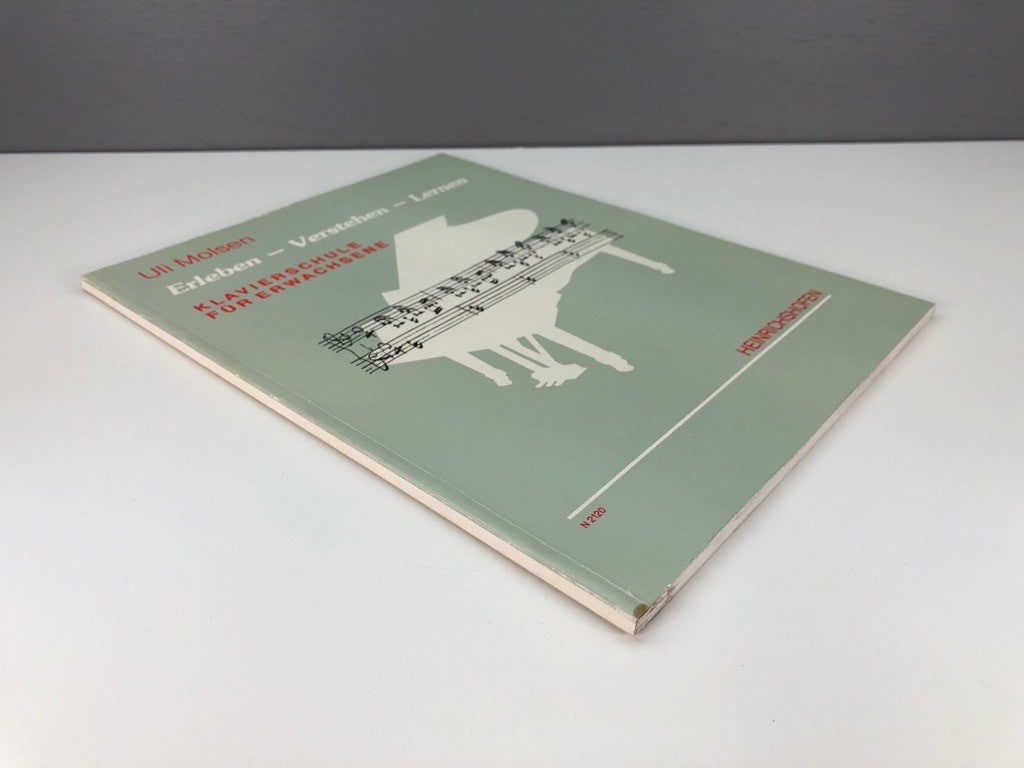 Uli Molsen
Erleben – Verstehen – Lernen
KLAVIERSCHULE
FÜR ERWACHSENE
HEINRICHSHOFEN
N 2120